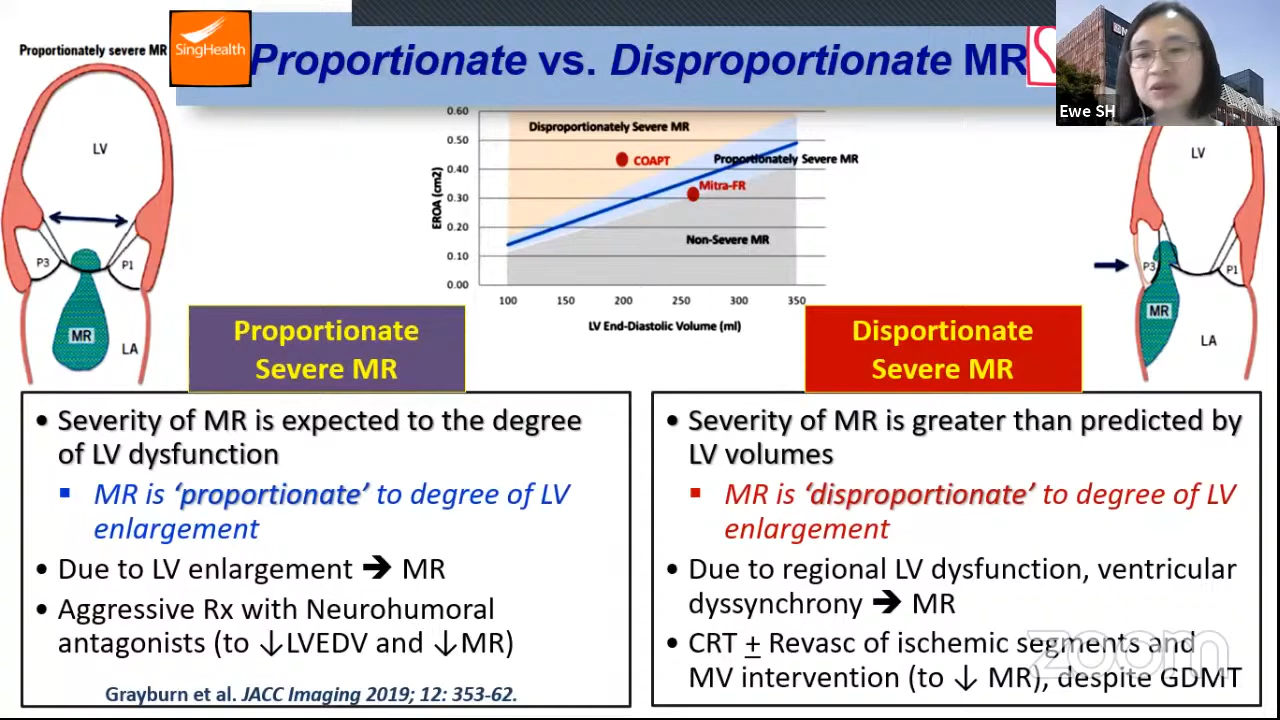 Proportionately severe MR
SingHealth
Proportionate vs. Disproportionate MR
Ewe SH
LV
P3
P1
MR
LA
0.60
0.50
0.40
0.30
0.20
0.10
0.00
EROA (cm2)
Disproportionately Severe MR
COAPT
Proportionately Severe MR
Mitra-FR
Non-Severe MR
100
150
200
250
300
350
LV End-Diastolic Volume (ml)
LV
P3
P1
MR
LA
Proportionate
Severe MR
• Severity of MR is expected to the degree
of LV dysfunction
▪ MR is ‘proportionate’ to degree of LV
enlargement
• Due to LV enlargement ➔ MR
• Aggressive Rx with Neurohumoral
antagonists (to ↓LVEDV and ↓MR)
Grayburn et al. JACC Imaging 2019; 12: 353-62.
Disportionate
Severe MR
• Severity of MR is greater than predicted by
LV volumes
▪ MR is ‘disproportionate’ to degree of LV
enlargement
• Due to regional LV dysfunction, ventricular
dyssynchrony ➔ MR
• CRT ± Revasc of ischemic segments and
MV intervention (to ↓ MR), despite GDMT
zoom